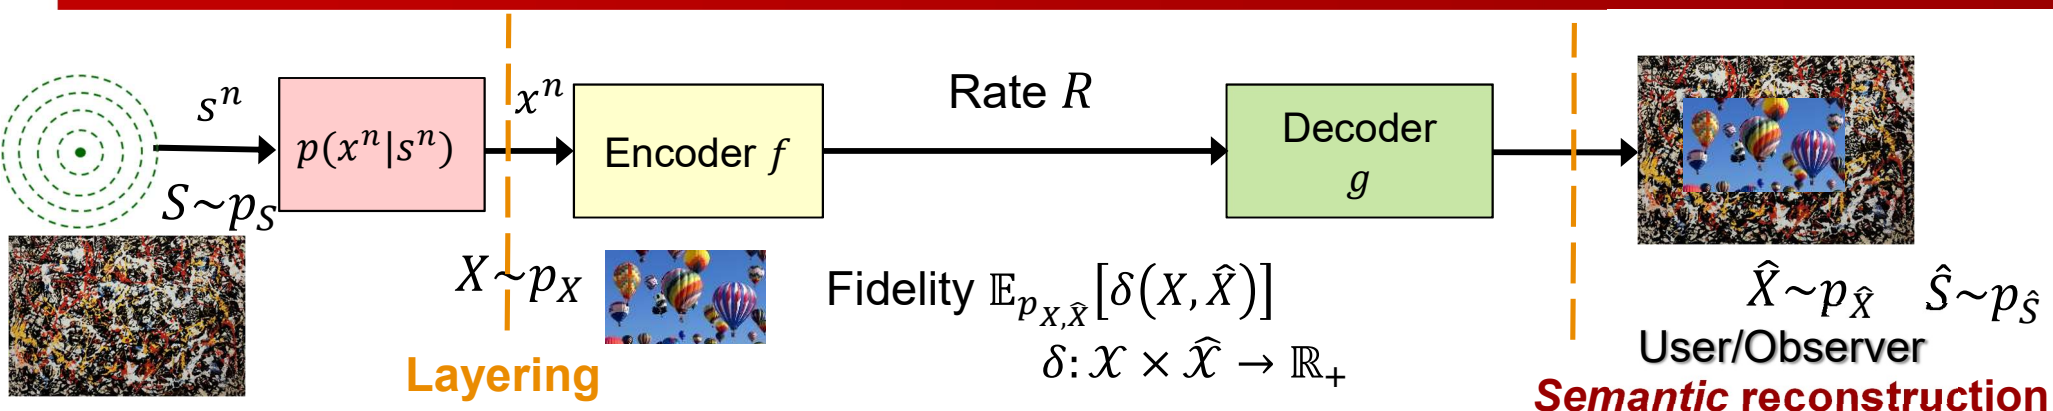 sⁿ
S~p_S
p(xⁿ|sⁿ)
xⁿ
Encoder f
Rate R
Decoder
g
X~p_X
Fidelity 𝔼_{p_{X,X̂}}[δ(X, X̂)]
δ: 𝒳 × 𝒳̂ → ℝ₊
Layering
X̂~p_X̂ Ŝ~p_Ŝ
User/Observer
Semantic reconstruction